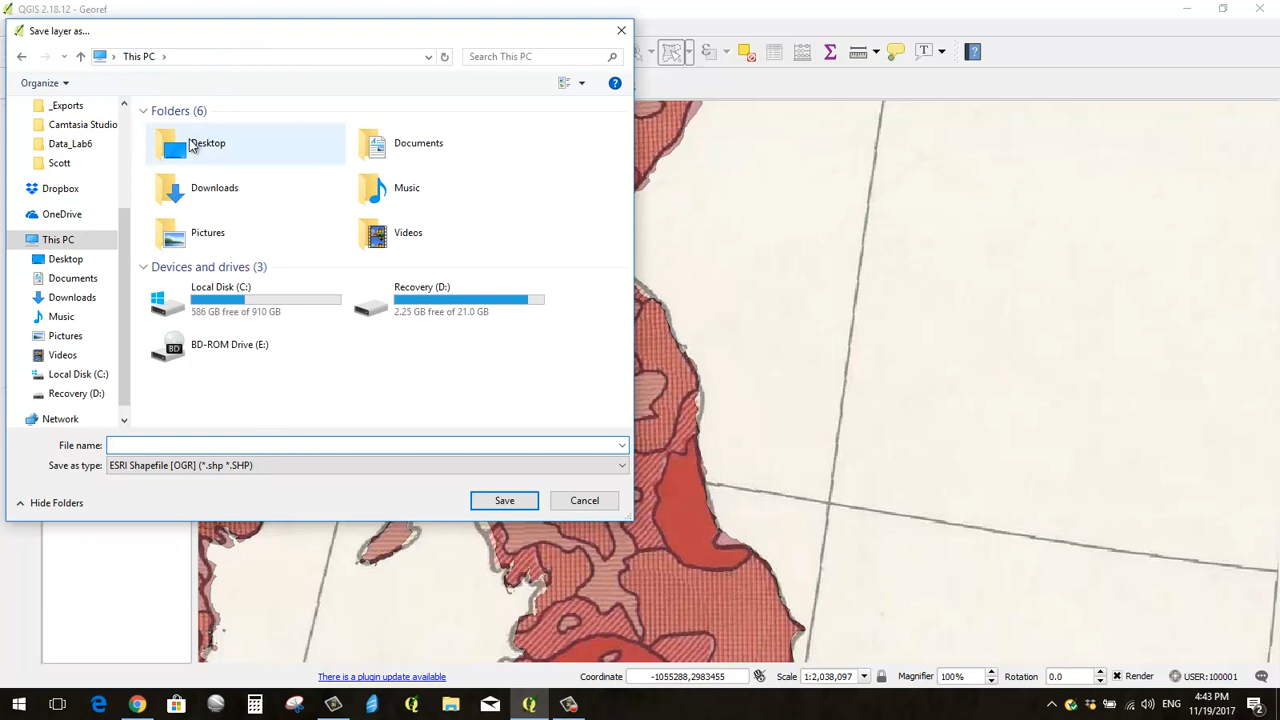 QGIS 2.18.12 - Georef
Save layer as...
This PC
Search This PC
Organize
_Exports
Camtasia Studio
Data_Lab6
Scott
Dropbox
OneDrive
This PC
Desktop
Documents
Downloads
Music
Pictures
Videos
Local Disk (C:)
Recovery (D:)
Network
Folders (6)
Desktop
Documents
Downloads
Music
Pictures
Videos
Devices and drives (3)
Local Disk (C:)
586 GB free of 910 GB
Recovery (D:)
2.25 GB free of 21.0 GB
BD-ROM Drive (E:)
BD
File name:
Save as type: ESRI Shapefile [OGR] (*.shp *.SHP)
Hide Folders
Save
Cancel
There is a plugin update available
Coordinate -1055288,2983455
Scale 1:2,038,097
Magnifier 100%
Rotation 0.0
Render
USER:100001
ENG
4:43 PM
11/19/2017